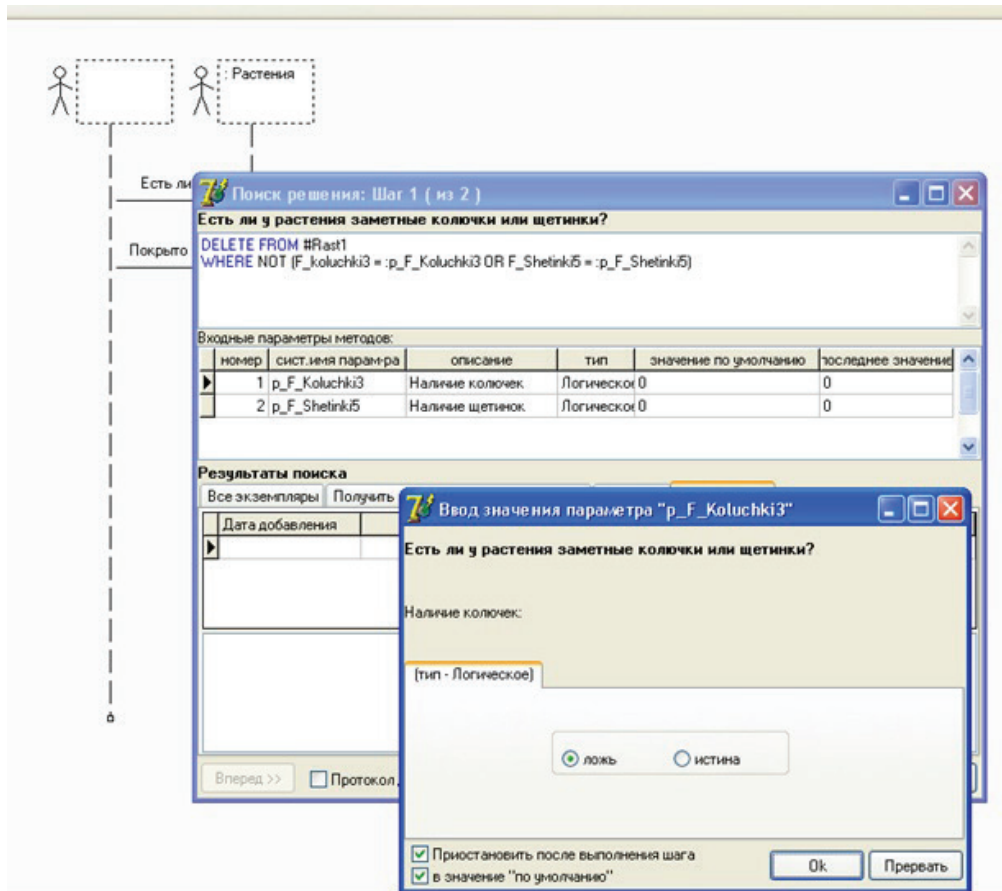 : Растения
Есть ли
Покрыто
Поиск решения: Шаг 1 ( из 2 )
Есть ли у растения заметные колючки или щетинки?
DELETE FROM #Rast1
WHERE NOT (F_koluchki3 = :p_F_Koluchki3 OR F_Shetinki5 = :p_F_Shetinki5)
Входные параметры методов:
номер сист.имя парам-ра описание тип значение по умолчанию последнее значение
1 p_F_Koluchki3 Наличие колючек Логическое 0 0
2 p_F_Shetinki5 Наличие щетинок Логическое 0 0
Результаты поиска
Все экземпляры Получить
Дата добавления
Вперед >> Протокол
Ввод значения параметра "p_F_Koluchki3"
Есть ли у растения заметные колючки или щетинки?
Наличие колючек:
(тип - Логическое)
ложь истина
Приостановить после выполнения шага
в значение "по умолчанию"
Ok Прервать